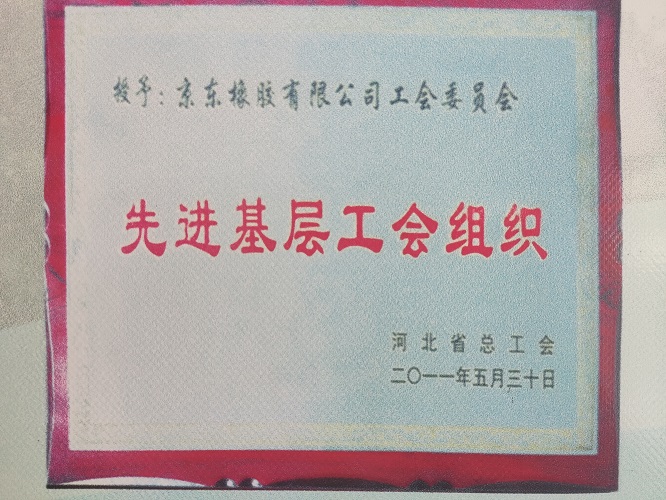 授予：京东橡胶有限公司工会委员会
先进基层工会组织
河北省总工会
二〇一一年五月三十日